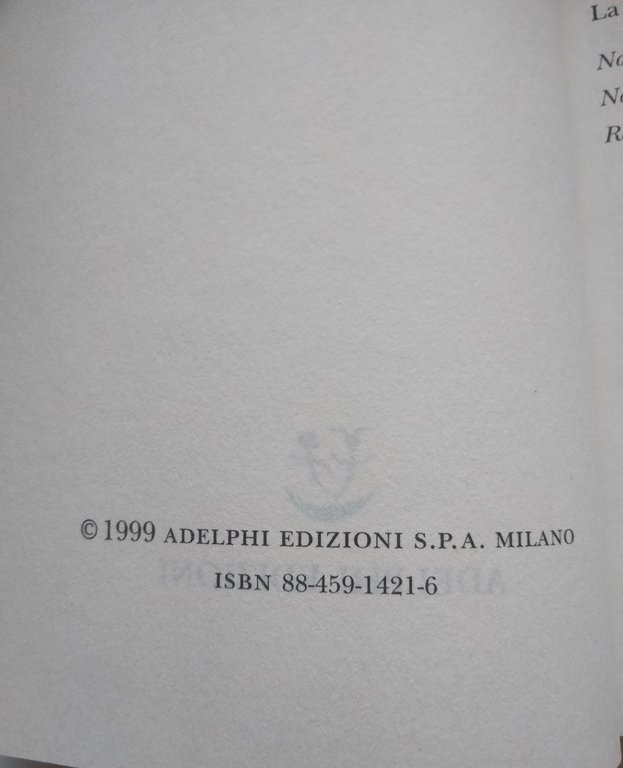 © 1999 ADELPHI EDIZIONI S.P.A. MILANO
ISBN 88-459-1421-6
La